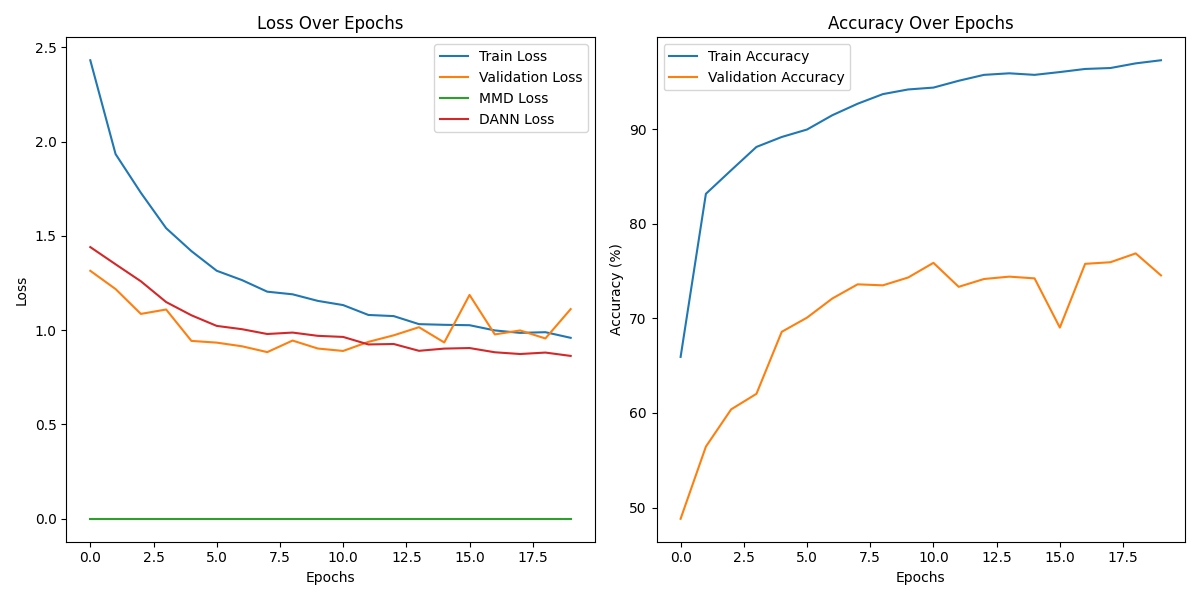 Loss Over Epochs
2.5
2.0
1.5
1.0
0.5
0.0
Loss
Train Loss
Validation Loss
MMD Loss
DANN Loss
0.0 2.5 5.0 7.5 10.0 12.5 15.0 17.5
Epochs
Accuracy Over Epochs
90
80
70
60
50
Accuracy (%)
Train Accuracy
Validation Accuracy
0.0 2.5 5.0 7.5 10.0 12.5 15.0 17.5
Epochs